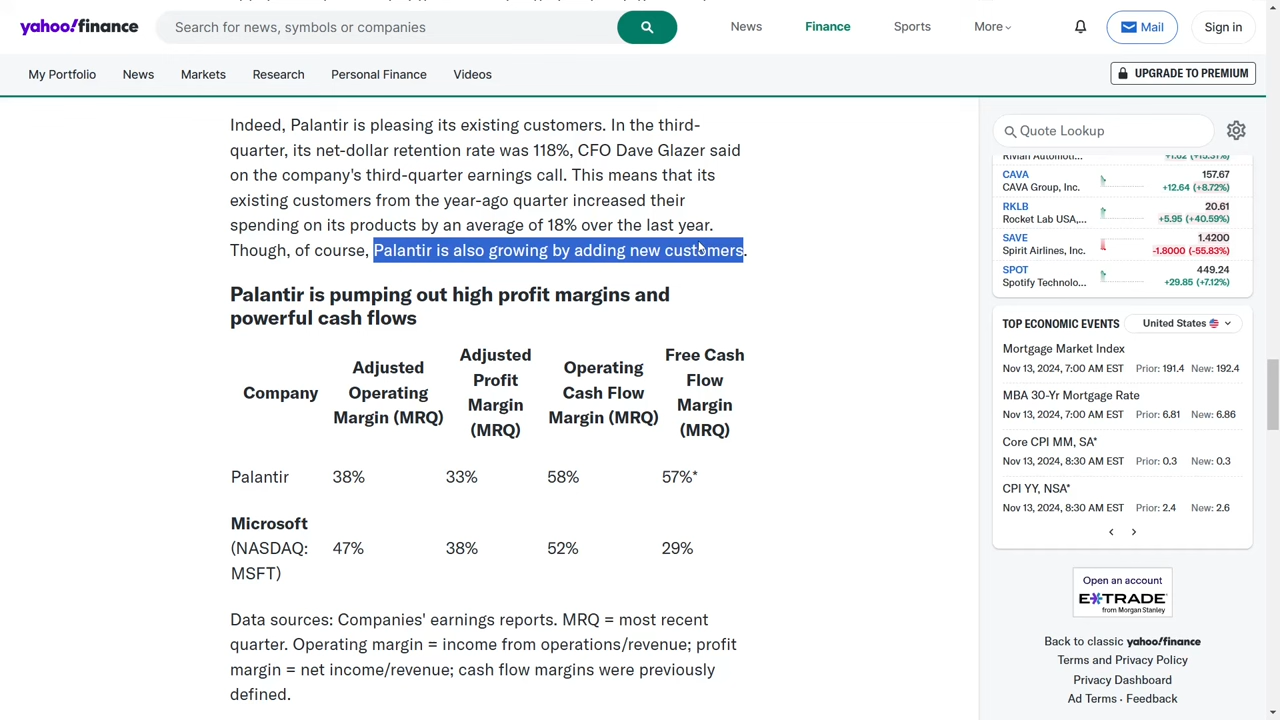 yahoo!finance
Search for news, symbols or companies
News
Finance
Sports
More
Mail
Sign in
My Portfolio
News
Markets
Research
Personal Finance
Videos
UPGRADE TO PREMIUM
Indeed, Palantir is pleasing its existing customers. In the third-
quarter, its net-dollar retention rate was 118%, CFO Dave Glazer said
on the company's third-quarter earnings call. This means that its
existing customers from the year-ago quarter increased their
spending on its products by an average of 18% over the last year.
Though, of course, Palantir is also growing by adding new customers.
Palantir is pumping out high profit margins and
powerful cash flows
Company
Adjusted
Operating
Margin (MRQ)
Adjusted
Profit
Margin
(MRQ)
Operating
Cash Flow
Margin (MRQ)
Free Cash
Flow
Margin
(MRQ)
Palantir 38% 33% 58% 57%*
Microsoft
(NASDAQ: 47% 38% 52% 29%
MSFT)
Data sources: Companies' earnings reports. MRQ = most recent
quarter. Operating margin = income from operations/revenue; profit
margin = net income/revenue; cash flow margins were previously
defined.
Quote Lookup
Rivian Automoti... +1.62 (+15.31%)
CAVA 157.67
CAVA Group, Inc. +12.64 (+8.72%)
RKLB 20.61
Rocket Lab USA,... +5.95 (+40.59%)
SAVE 1.4200
Spirit Airlines, Inc. -1.8000 (-55.83%)
SPOT 449.24
Spotify Technolo... +29.85 (+7.12%)
TOP ECONOMIC EVENTS United States
Mortgage Market Index
Nov 13, 2024, 7:00 AM EST Prior: 191.4 New: 192.4
MBA 30-Yr Mortgage Rate
Nov 13, 2024, 7:00 AM EST Prior: 6.81 New: 6.86
Core CPI MM, SA*
Nov 13, 2024, 8:30 AM EST Prior: 0.3 New: 0.3
CPI YY, NSA*
Nov 13, 2024, 8:30 AM EST Prior: 2.4 New: 2.6
Open an account
E*TRADE
from Morgan Stanley
Back to classic yahoo!finance
Terms and Privacy Policy
Privacy Dashboard
Ad Terms · Feedback